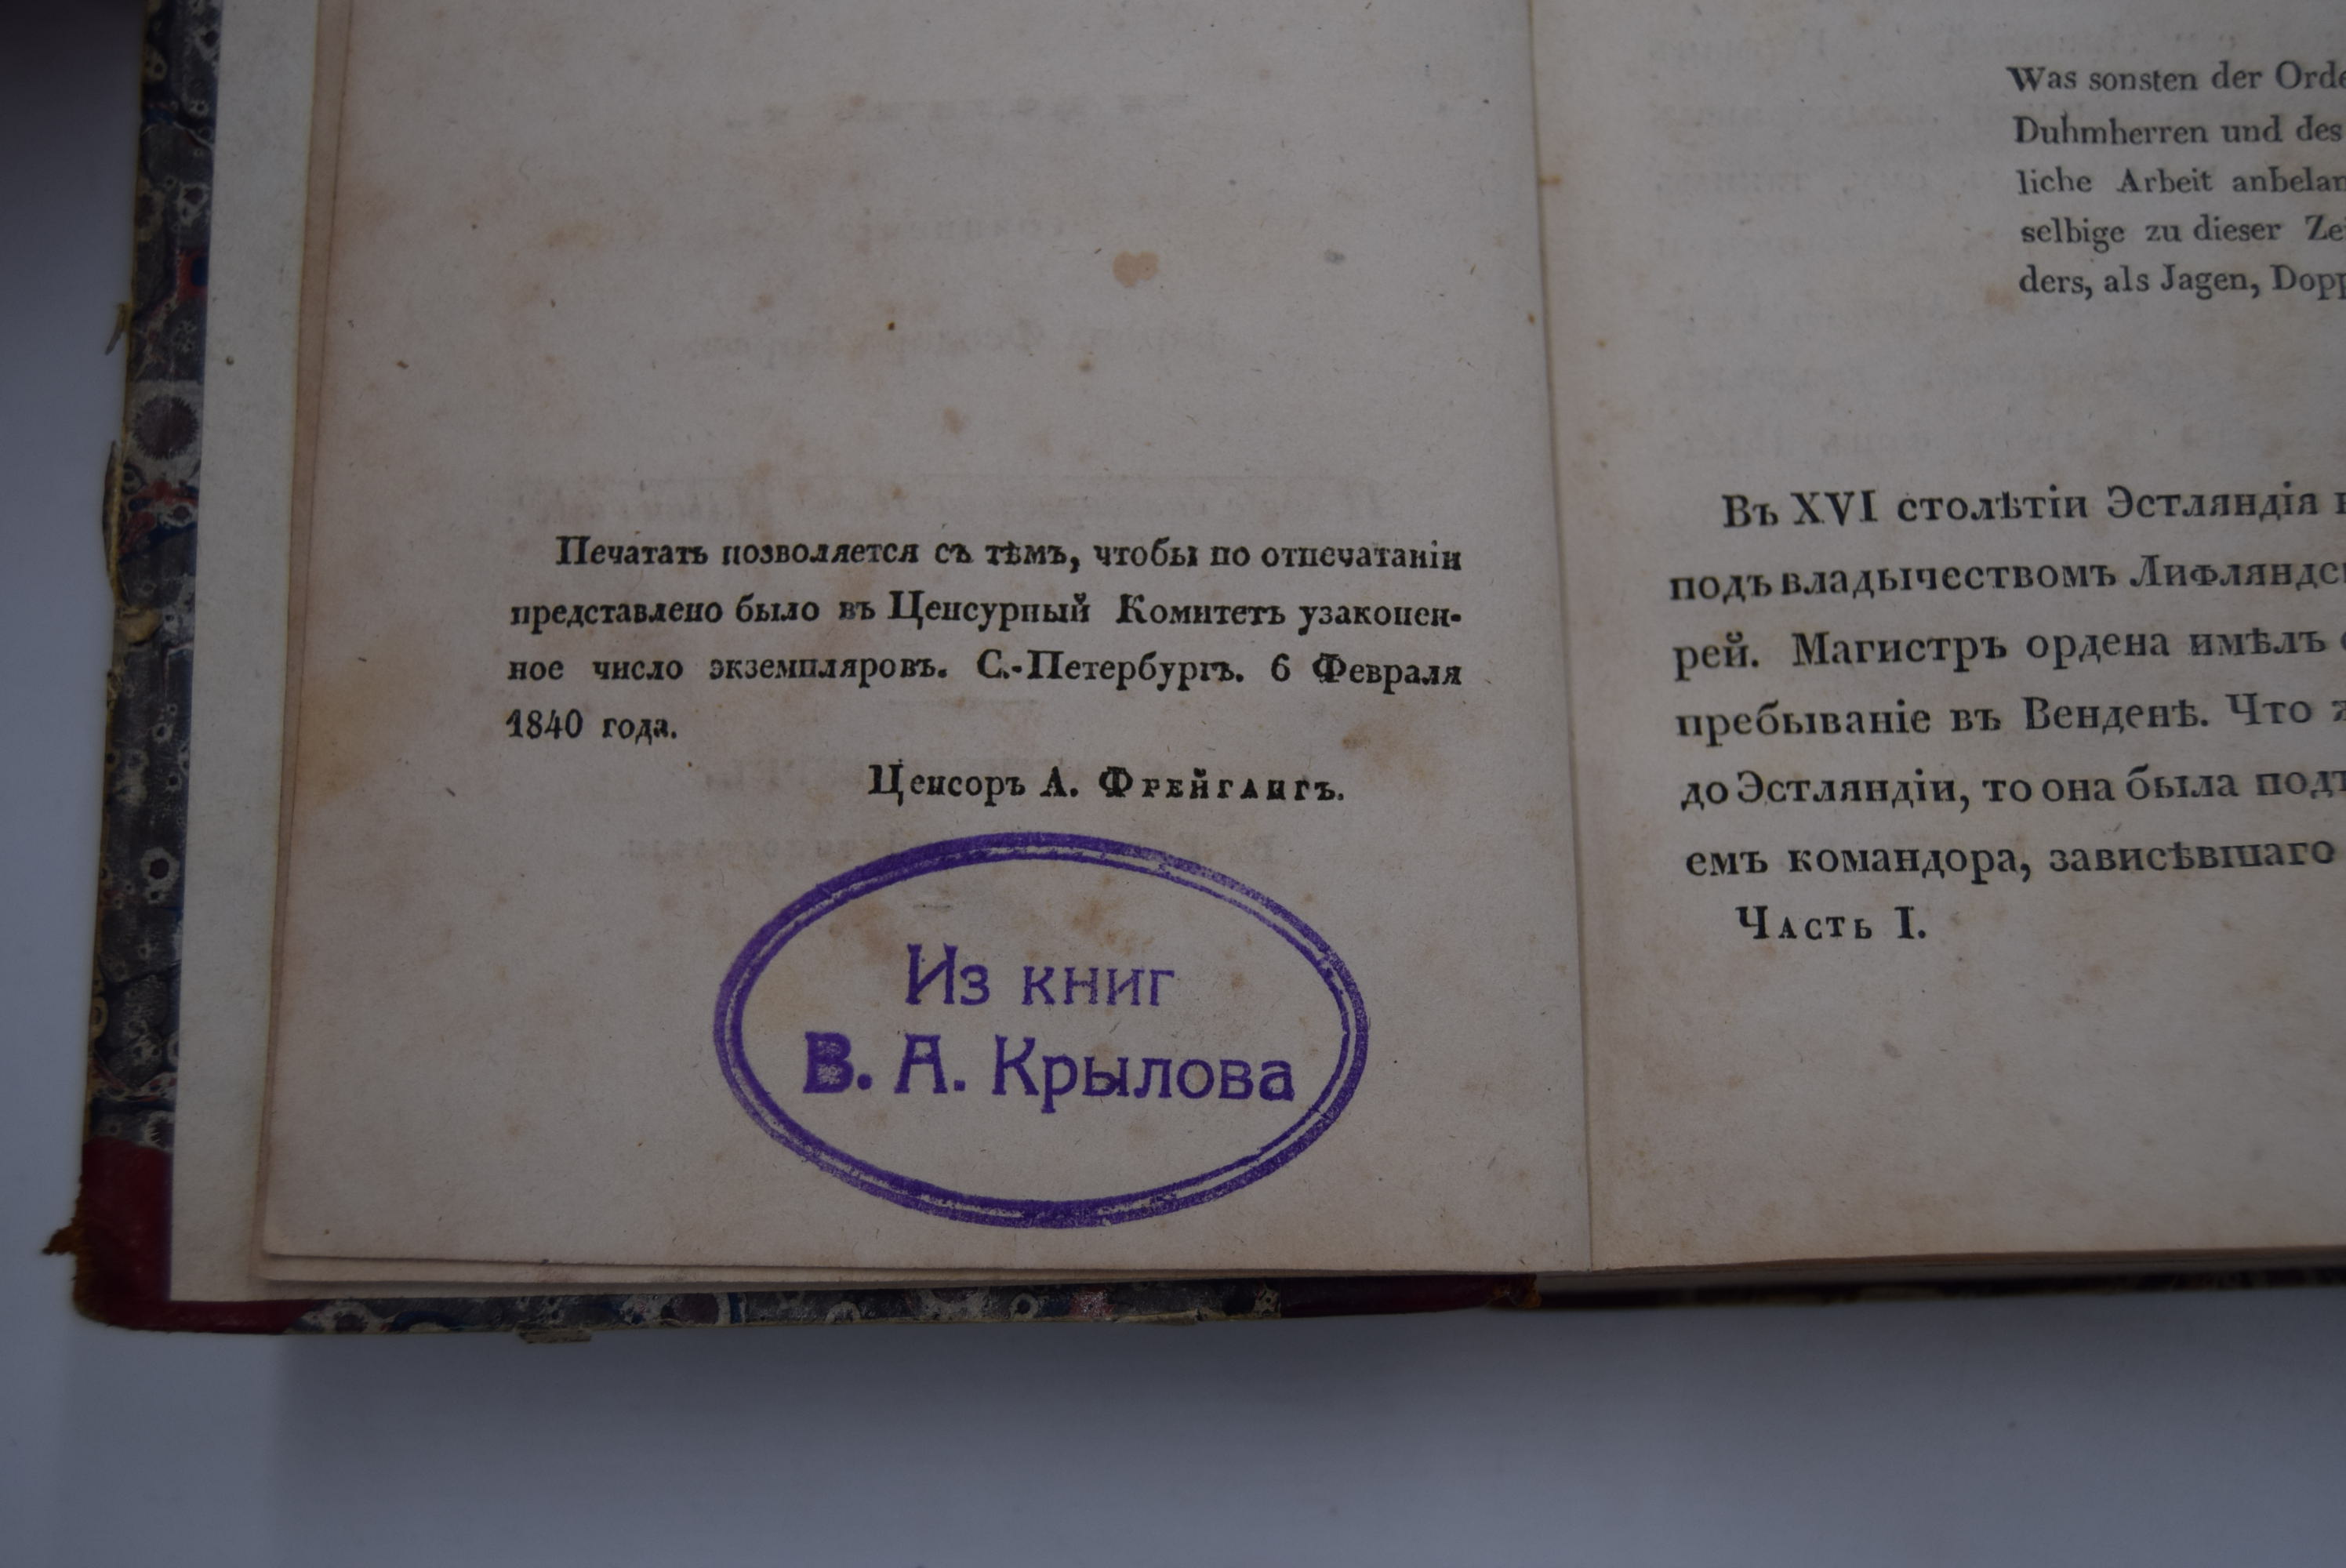 Печатать позволяется съ тѣмъ, чтобы по отпечатаніи
представлено было въ Ценсурный Комитетъ узаконен-
ное число экземпляровъ. С.-Петербургъ. 6 Февраля
1840 года.
Ценсоръ А. Фрейгангъ.
Из книг
В. А. Крылова
Was sonsten der Orde
Duhmherren und des
liche Arbeit anbelan
selbige zu dieser Ze
ders, als Jagen, Dopp
Въ XVI столѣтіи Эстляндія
подъ владычествомъ Лифляндс
рей. Магистръ ордена имѣлъ
пребываніе въ Венденѣ. Что
до Эстляндіи, то она была подъ
емъ командора, зависѣвшаго
Часть I.